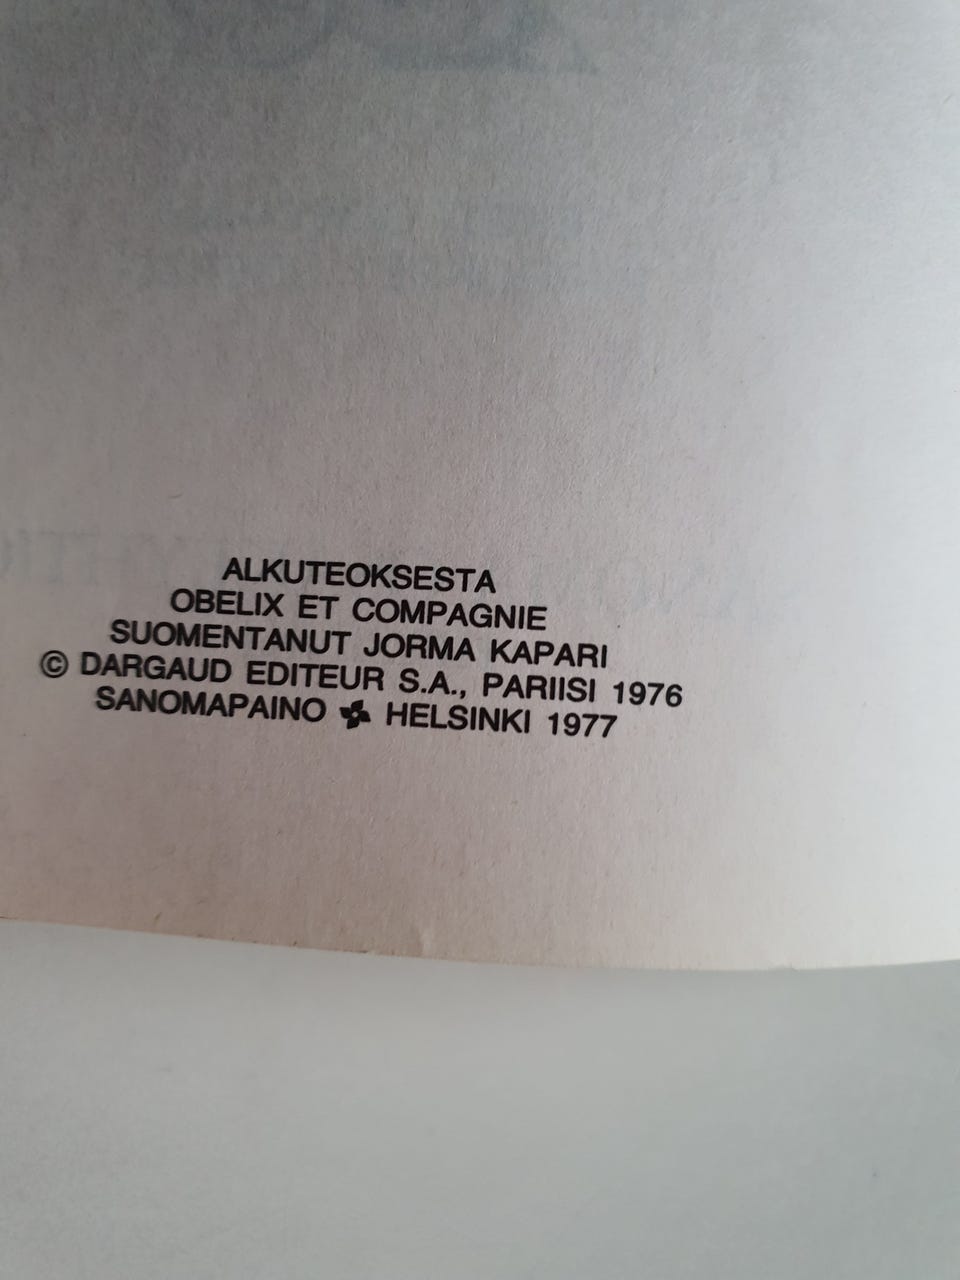 ALKUTEOKSESTA
OBELIX ET COMPAGNIE
SUOMENTANUT JORMA KAPARI
© DARGAUD EDITEUR S.A., PARIISI 1976
SANOMAPAINO HELSINKI 1977